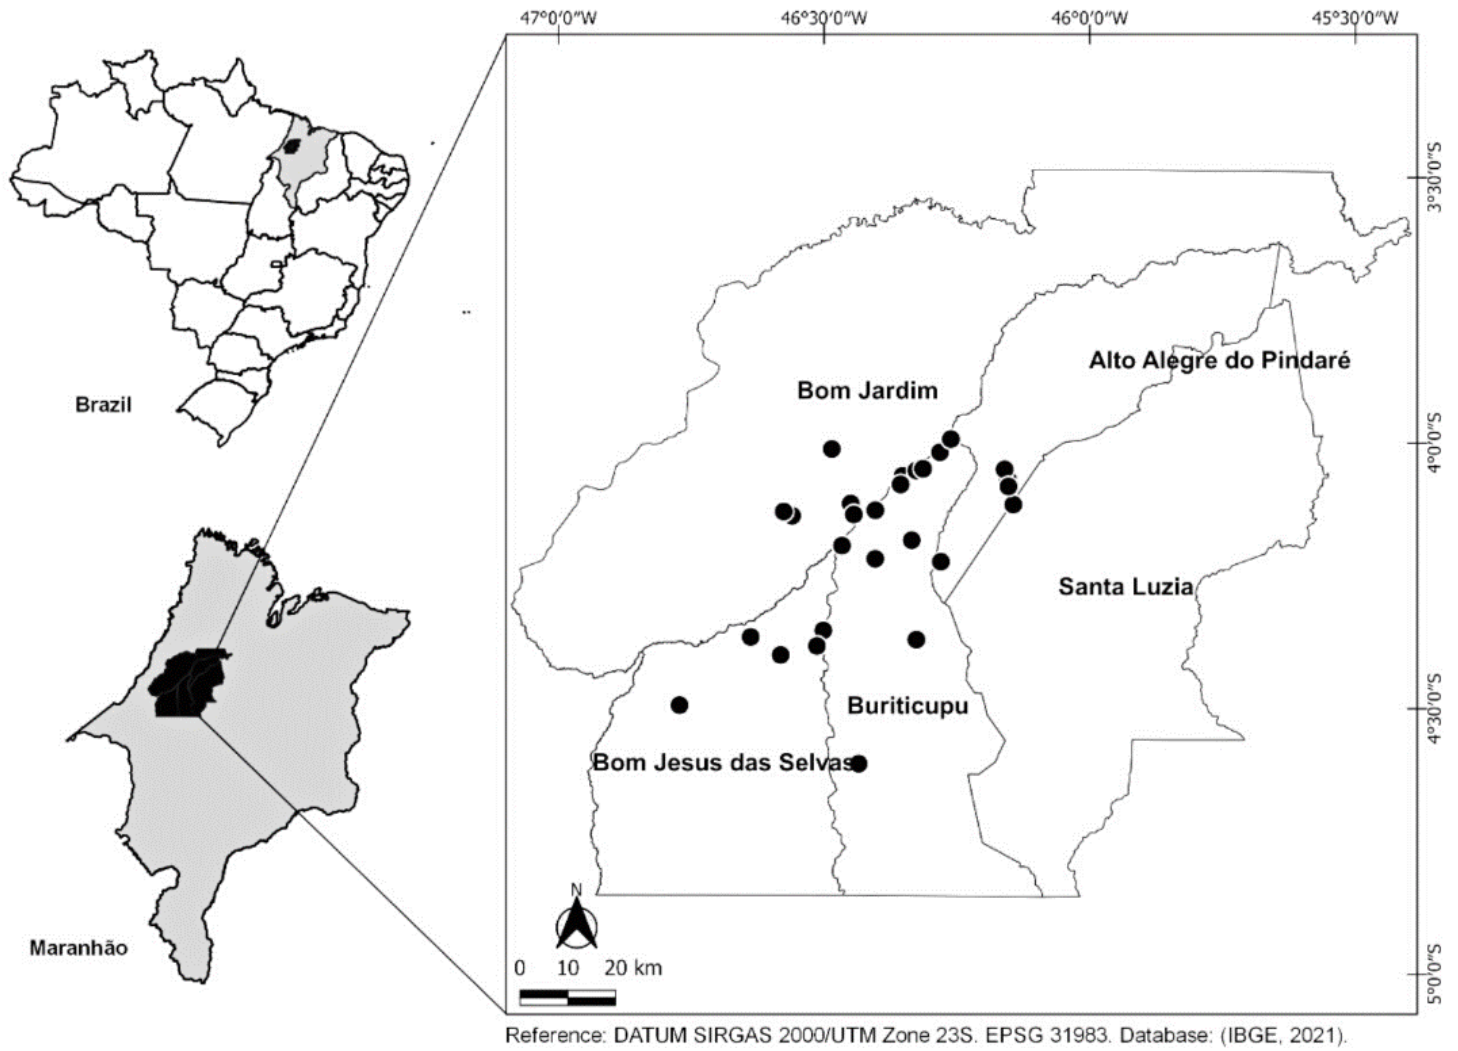 47°0'0"W
46°30'0"W
46°0'0"W
45°30'0"W
3°30'0"S
4°0'0"S
4°30'0"S
5°0'0"S
Brazil
Maranhão
Alto Alegre do Pindaré
Bom Jardim
Santa Luzia
Buriticupu
Bom Jesus das Selvas
N
0 10 20 km
Reference: DATUM SIRGAS 2000/UTM Zone 23S. EPSG 31983. Database: (IBGE, 2021).